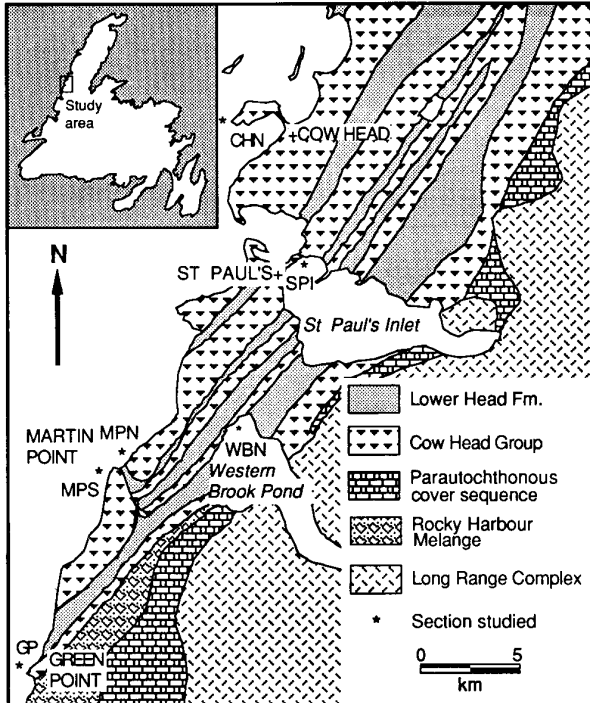 Study
area
CHN
+COW HEAD
N
ST PAUL'S+
SPI
St Paul's Inlet
MARTIN
POINT
MPN
MPS
WBN
Western
Brook Pond
GP
GREEN
POINT
Lower Head Fm.
Cow Head Group
Parautochthonous
cover sequence
Rocky Harbour
Melange
Long Range Complex
* Section studied
0 5
km